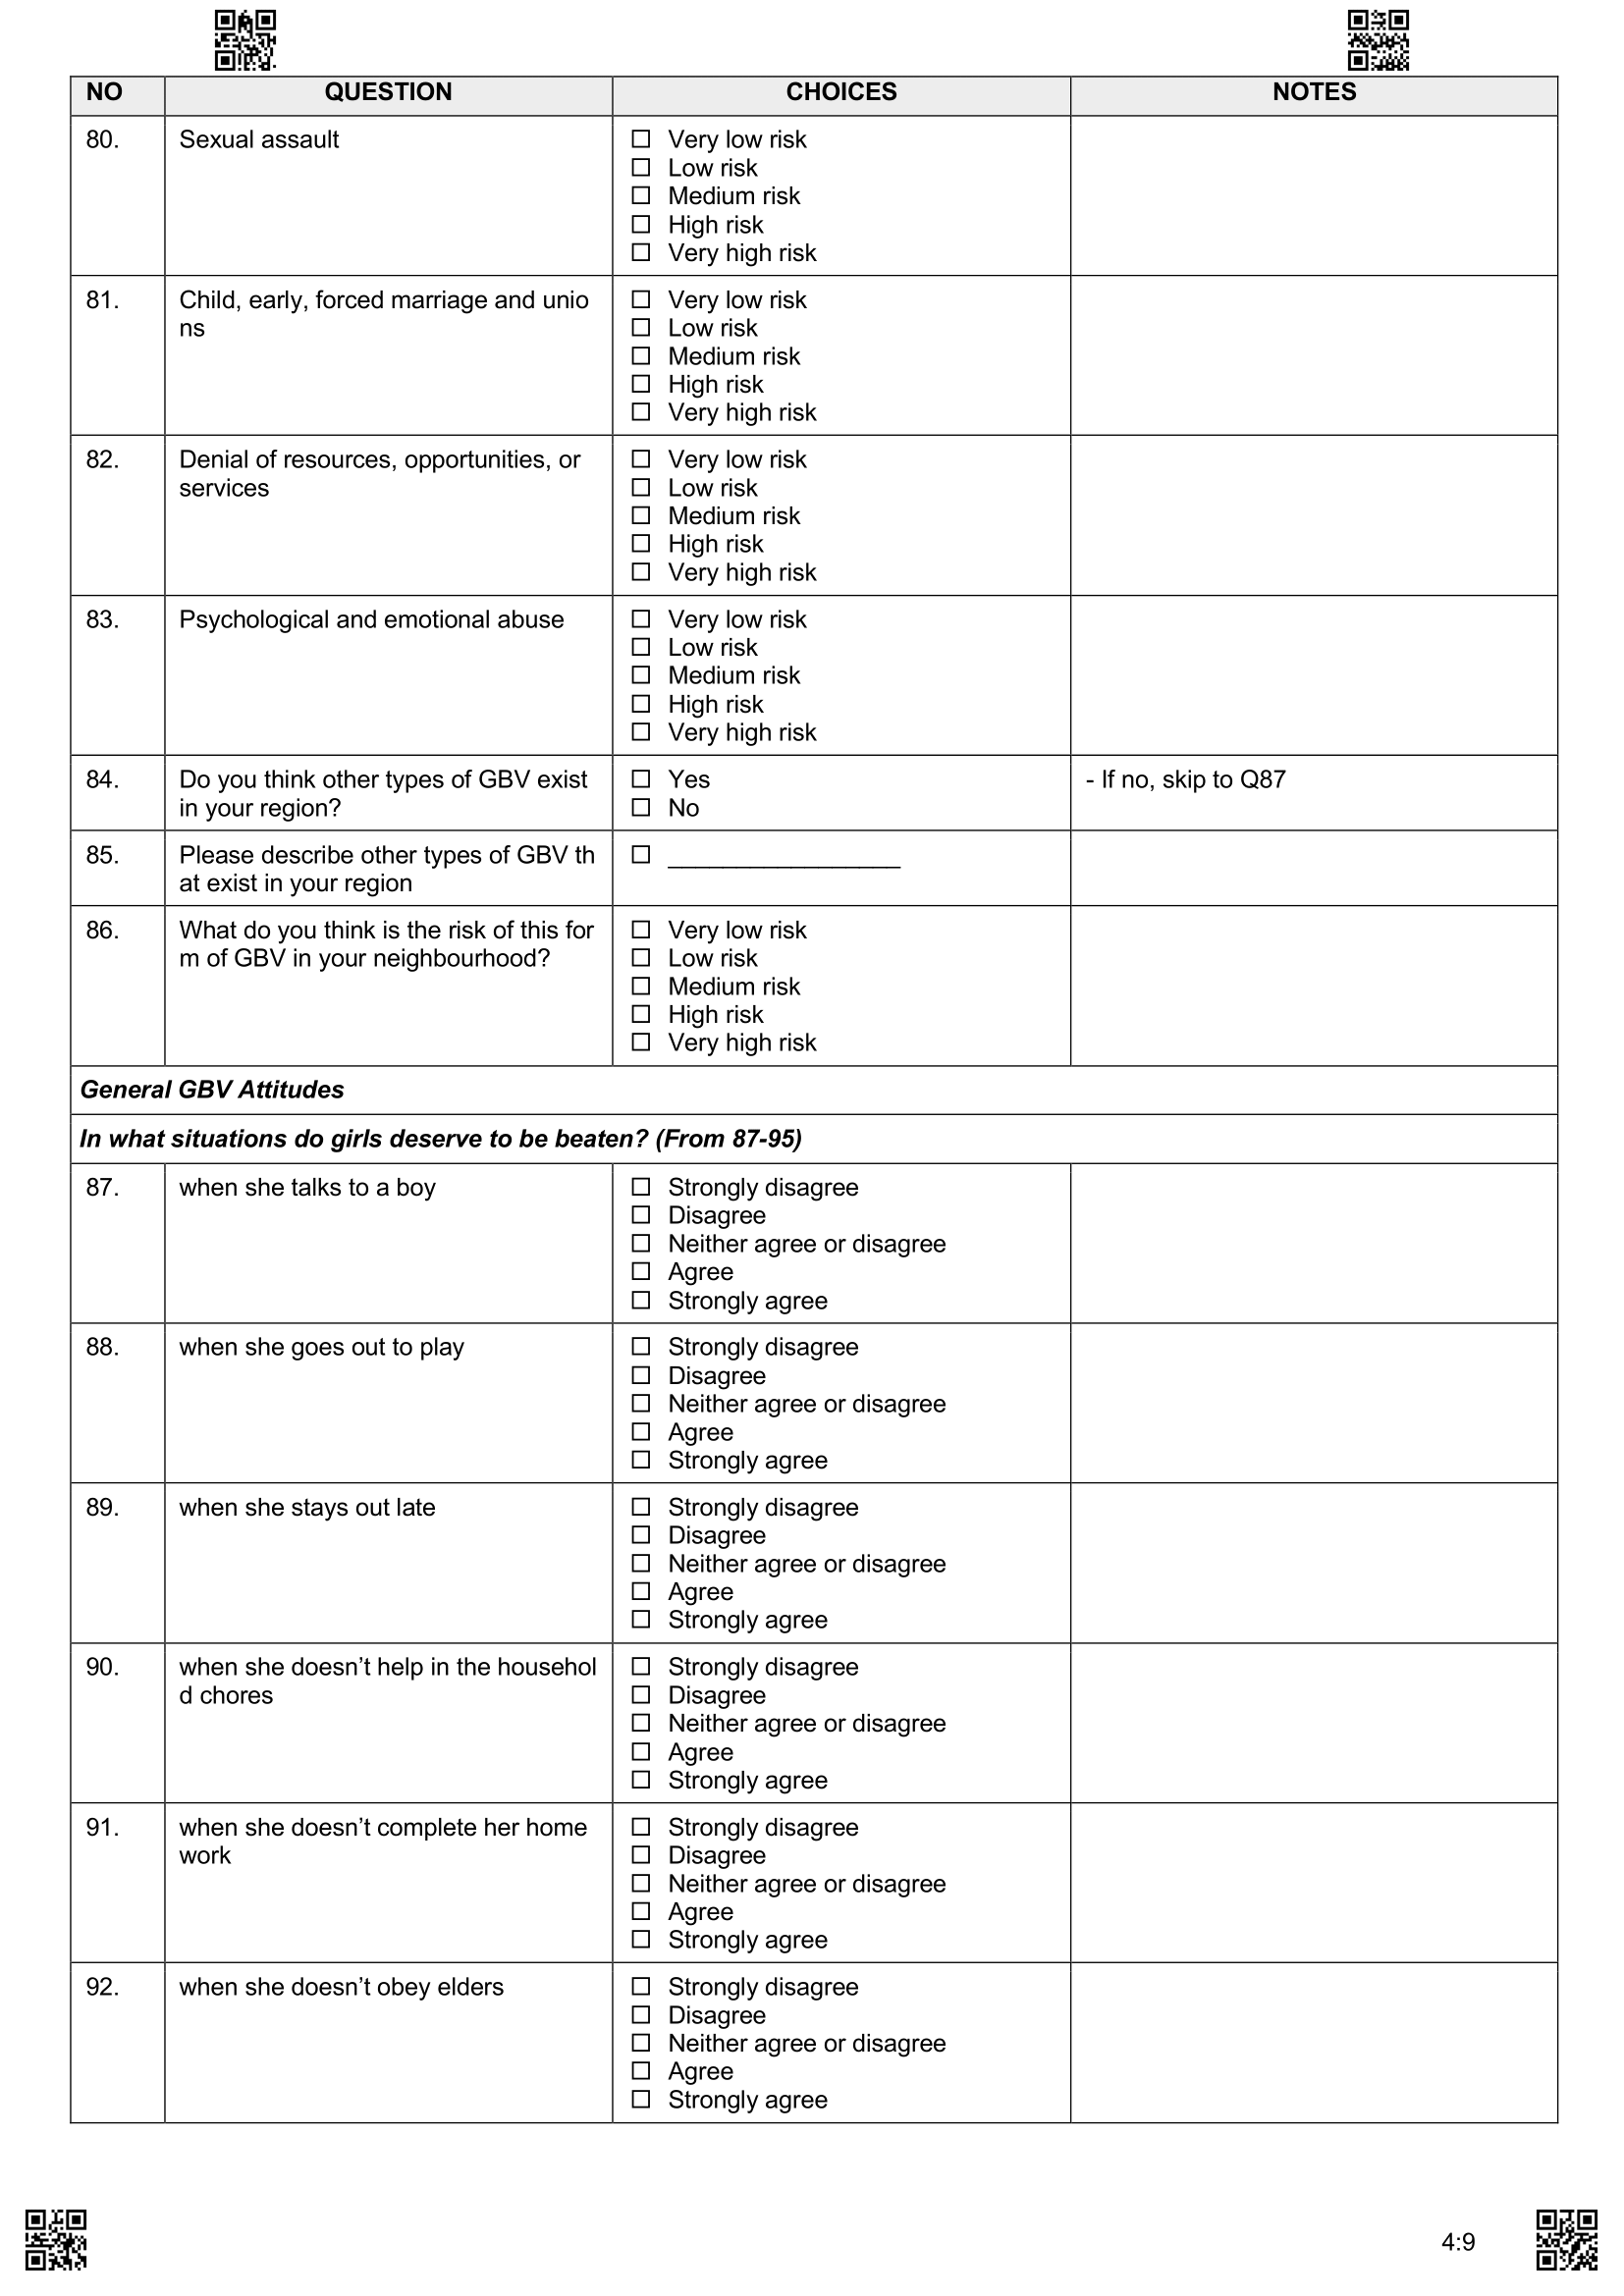 NO QUESTION CHOICES NOTES
80. Sexual assault ☐ Very low risk
☐ Low risk
☐ Medium risk
☐ High risk
☐ Very high risk
81. Child, early, forced marriage and unio ☐ Very low risk
ns ☐ Low risk
☐ Medium risk
☐ High risk
☐ Very high risk
82. Denial of resources, opportunities, or ☐ Very low risk
services ☐ Low risk
☐ Medium risk
☐ High risk
☐ Very high risk
83. Psychological and emotional abuse ☐ Very low risk
☐ Low risk
☐ Medium risk
☐ High risk
☐ Very high risk
84. Do you think other types of GBV exist ☐ Yes - If no, skip to Q87
in your region? ☐ No
85. Please describe other types of GBV th ☐ _________________
at exist in your region
86. What do you think is the risk of this for ☐ Very low risk
m of GBV in your neighbourhood? ☐ Low risk
☐ Medium risk
☐ High risk
☐ Very high risk
General GBV Attitudes
In what situations do girls deserve to be beaten? (From 87-95)
87. when she talks to a boy ☐ Strongly disagree
☐ Disagree
☐ Neither agree or disagree
☐ Agree
☐ Strongly agree
88. when she goes out to play ☐ Strongly disagree
☐ Disagree
☐ Neither agree or disagree
☐ Agree
☐ Strongly agree
89. when she stays out late ☐ Strongly disagree
☐ Disagree
☐ Neither agree or disagree
☐ Agree
☐ Strongly agree
90. when she doesn’t help in the househol ☐ Strongly disagree
d chores ☐ Disagree
☐ Neither agree or disagree
☐ Agree
☐ Strongly agree
91. when she doesn’t complete her home ☐ Strongly disagree
work ☐ Disagree
☐ Neither agree or disagree
☐ Agree
☐ Strongly agree
92. when she doesn’t obey elders ☐ Strongly disagree
☐ Disagree
☐ Neither agree or disagree
☐ Agree
☐ Strongly agree
4:9